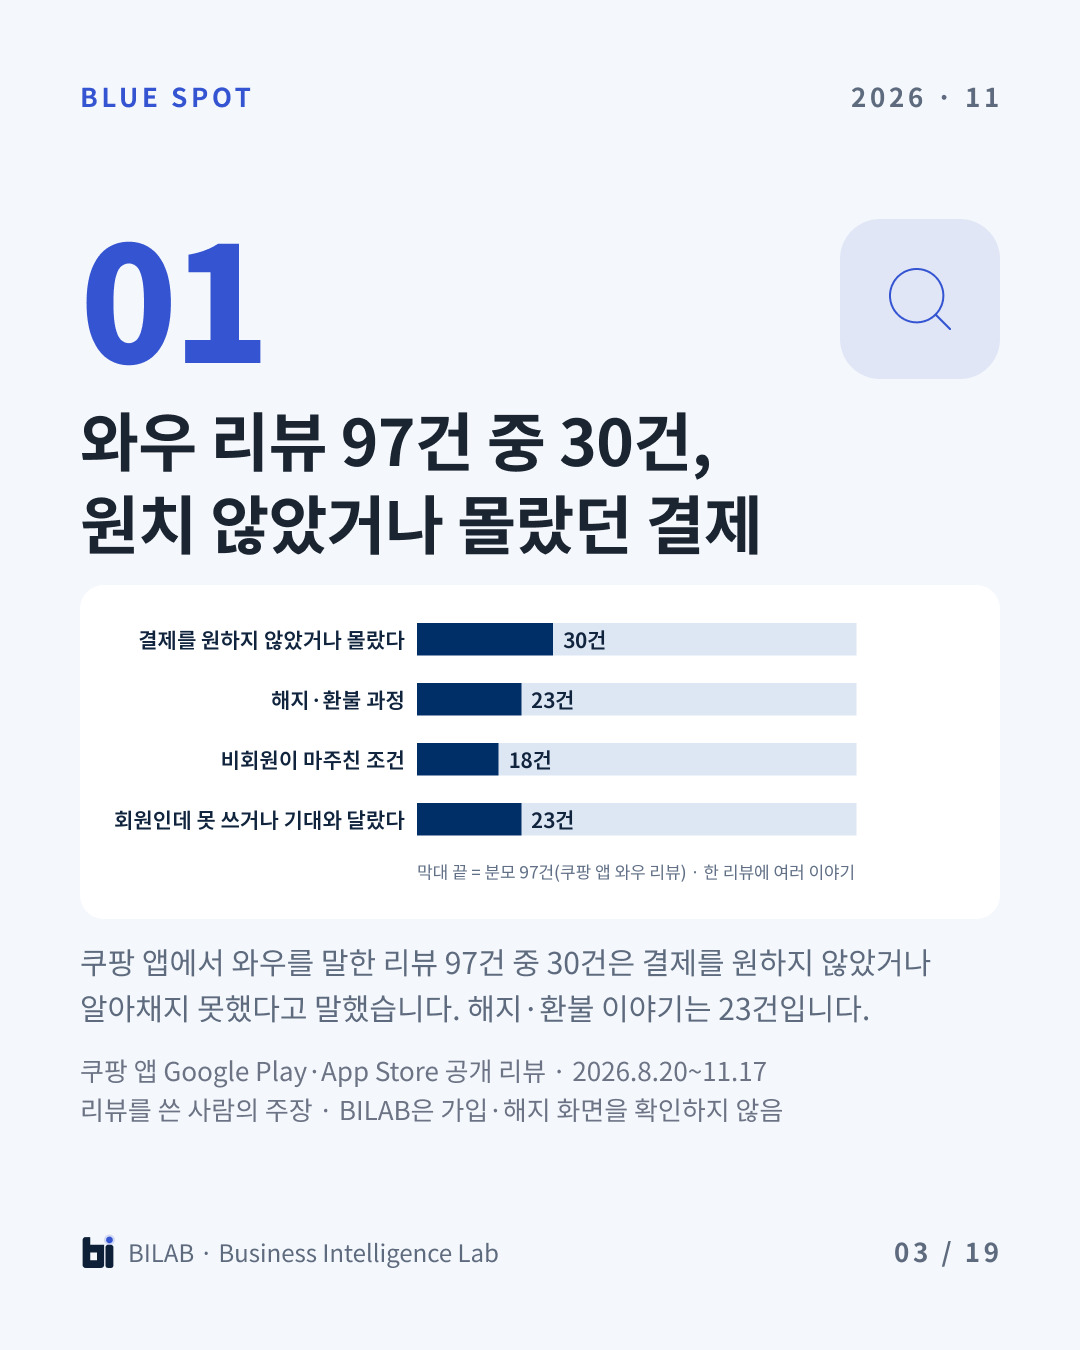 BLUE SPOT
2026 · 11
01
와우 리뷰 97건 중 30건,
원치 않았거나 몰랐던 결제
결제를 원하지 않았거나 몰랐다 30건
해지·환불 과정 23건
비회원이 마주친 조건 18건
회원인데 못 쓰거나 기대와 달랐다 23건
막대 끝 = 분모 97건(쿠팡 앱 와우 리뷰) · 한 리뷰에 여러 이야기
쿠팡 앱에서 와우를 말한 리뷰 97건 중 30건은 결제를 원하지 않았거나
알아채지 못했다고 말했습니다. 해지·환불 이야기는 23건입니다.
쿠팡 앱 Google Play·App Store 공개 리뷰 · 2026.8.20~11.17
리뷰를 쓴 사람의 주장 · BILAB은 가입·해지 화면을 확인하지 않음
bi BILAB · Business Intelligence Lab
03 / 19